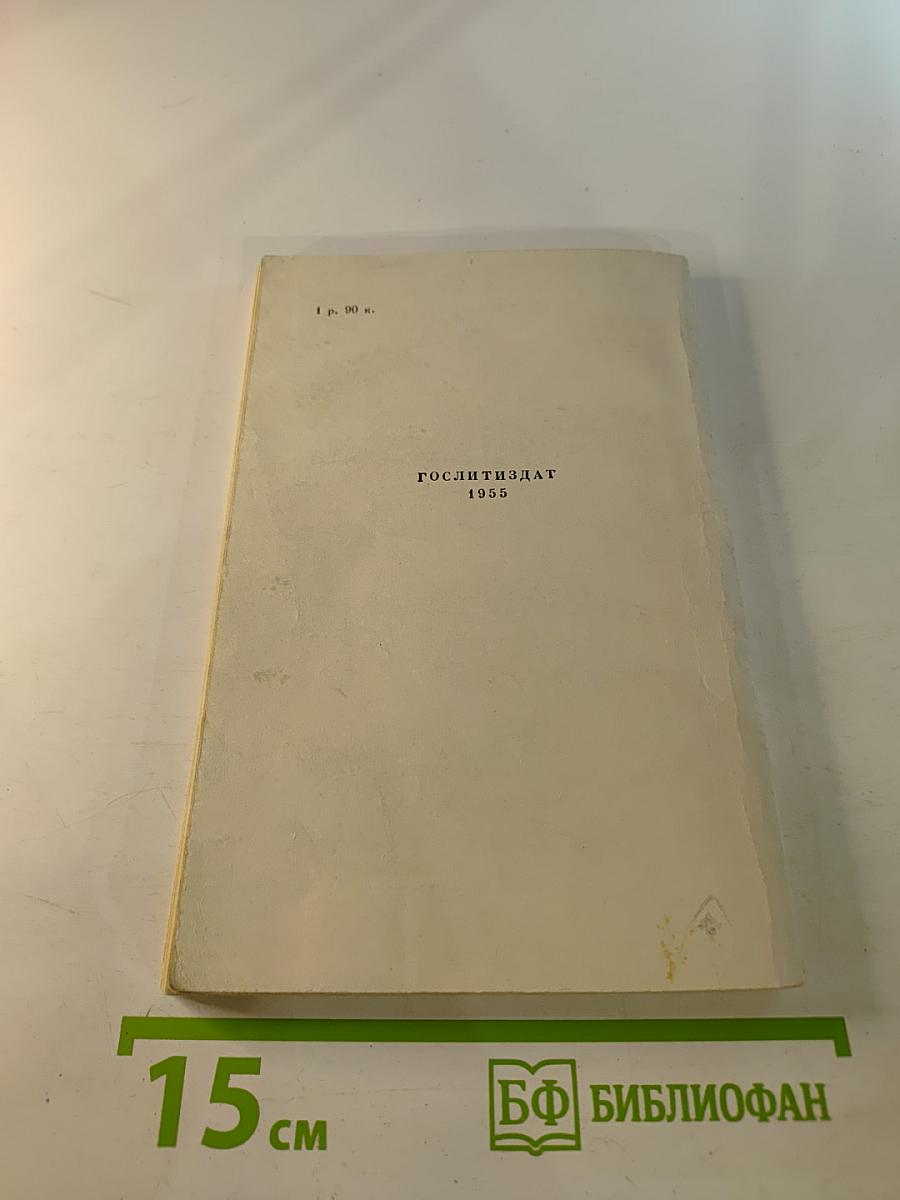 1 р. 90 к.
ГОСЛИТИЗДАТ
1955
15 см
БФ БИБЛИОФАН